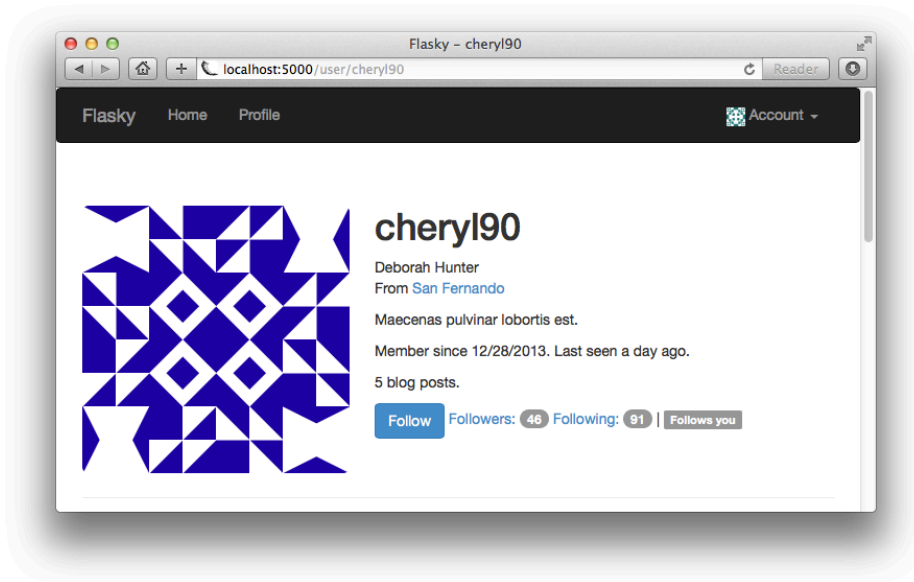 Flasky – cheryl90
localhost:5000/user/cheryl90
Reader
Flasky Home Profile Account
cheryl90
Deborah Hunter
From San Fernando
Maecenas pulvinar lobortis est.
Member since 12/28/2013. Last seen a day ago.
5 blog posts.
Follow Followers: 46 Following: 91 | Follows you